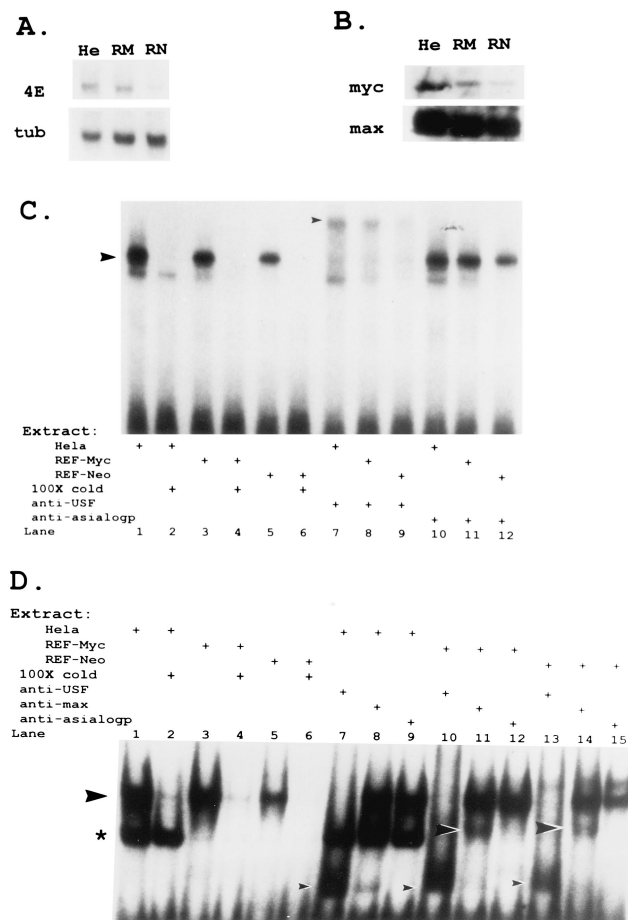 A.
He RM RN
4E
tub
B.
He RM RN
myc
max
C.
Extract:
Hela + + + +
REF-Myc + + + +
REF-Neo + + + +
100X cold + + +
anti-USF + + +
anti-asialogp + + +
Lane 1 2 3 4 5 6 7 8 9 10 11 12
D.
Extract:
Hela + + + + +
REF-Myc + + + + +
REF-Neo + + + + +
100X cold + + +
anti-USF + + +
anti-max + + +
anti-asialogp + + +
Lane 1 2 3 4 5 6 7 8 9 10 11 12 13 14 15
*